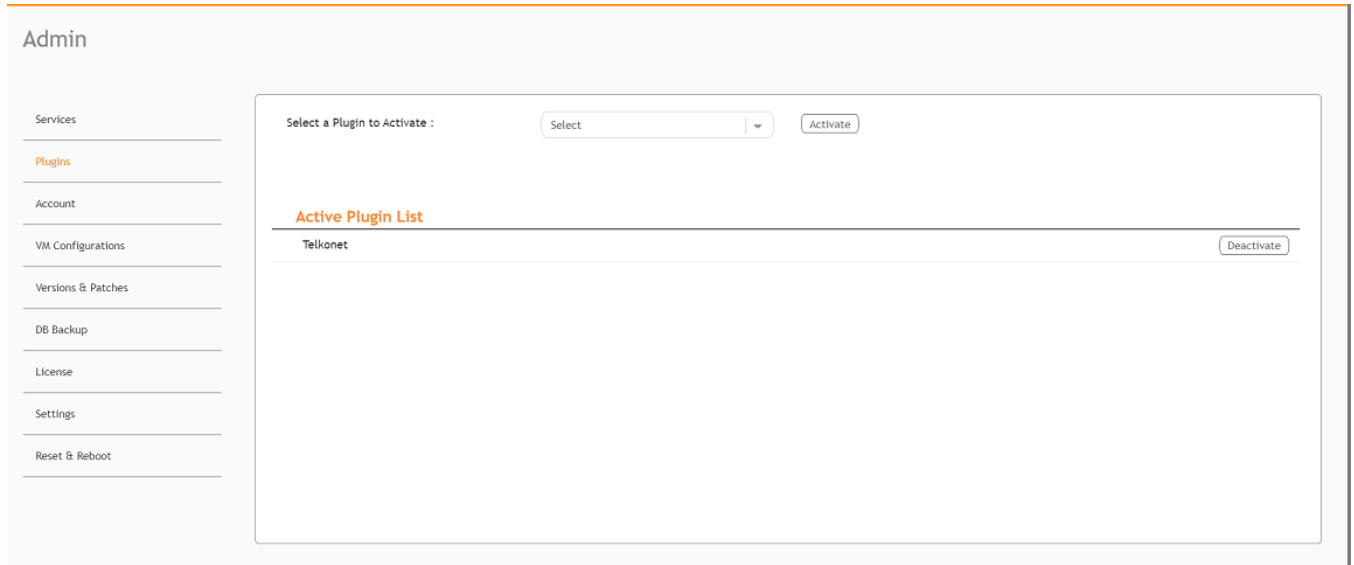 Admin
Services
Plugins
Account
VM Configurations
Versions & Patches
DB Backup
License
Settings
Reset & Reboot
Select a Plugin to Activate : Select Activate
Active Plugin List
Telkonet Deactivate